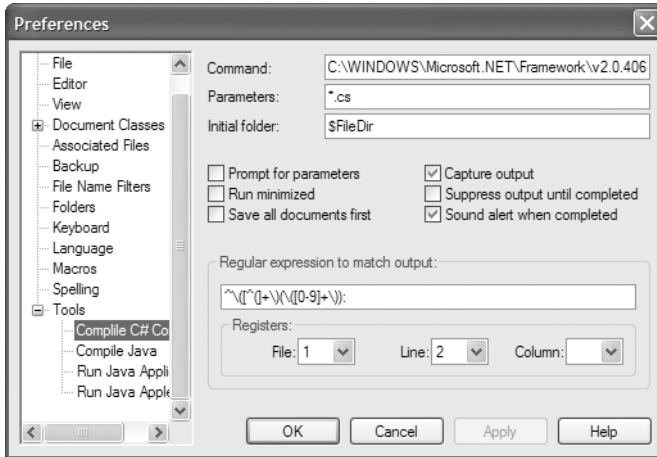 Preferences
File
Editor
View
Document Classes
Associated Files
Backup
File Name Filters
Folders
Keyboard
Language
Macros
Spelling
Tools
Complile C# Co
Compile Java
Run Java Appli
Run Java Apple
Command: C:\WINDOWS\Microsoft.NET\Framework\v2.0.406
Parameters: *.cs
Initial folder: $FileDir
Prompt for parameters Capture output
Run minimized Suppress output until completed
Save all documents first Sound alert when completed
Regular expression to match output:
^\([^(]+\)(\([0-9]+\)):
Registers:
File: 1 Line: 2 Column:
OK Cancel Apply Help